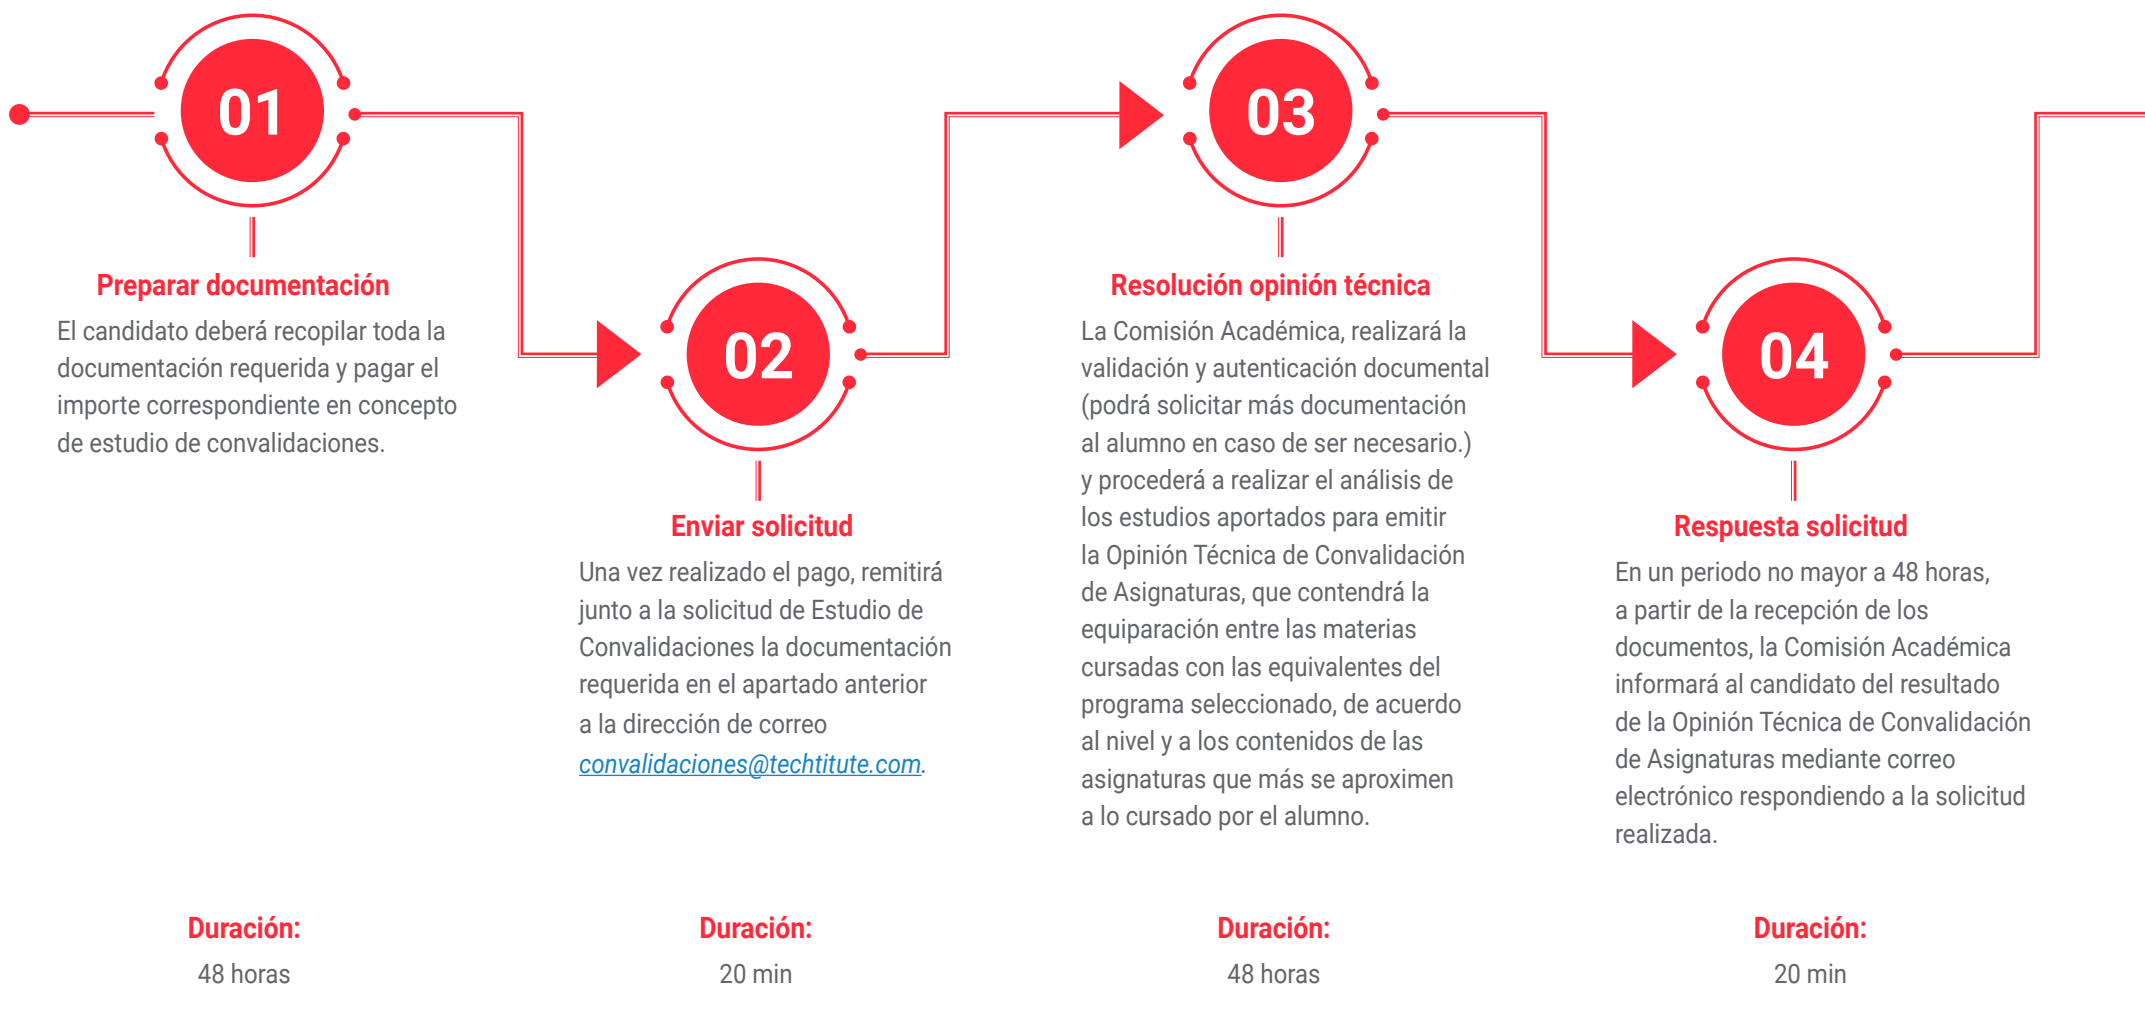 01
Preparar documentación
El candidato deberá recopilar toda la
documentación requerida y pagar el
importe correspondiente en concepto
de estudio de convalidaciones.
Duración:
48 horas
02
Enviar solicitud
Una vez realizado el pago, remitirá
junto a la solicitud de Estudio de
Convalidaciones la documentación
requerida en el apartado anterior
a la dirección de correo
convalidaciones@techtitute.com.
Duración:
20 min
03
Resolución opinión técnica
La Comisión Académica, realizará la
validación y autenticación documental
(podrá solicitar más documentación
al alumno en caso de ser necesario.)
y procederá a realizar el análisis de
los estudios aportados para emitir
la Opinión Técnica de Convalidación
de Asignaturas, que contendrá la
equiparación entre las materias
cursadas con las equivalentes del
programa seleccionado, de acuerdo
al nivel y a los contenidos de las
asignaturas que más se aproximen
a lo cursado por el alumno.
Duración:
48 horas
04
Respuesta solicitud
En un periodo no mayor a 48 horas,
a partir de la recepción de los
documentos, la Comisión Académica
informará al candidato del resultado
de la Opinión Técnica de Convalidación
de Asignaturas mediante correo
electrónico respondiendo a la solicitud
realizada.
Duración:
20 min